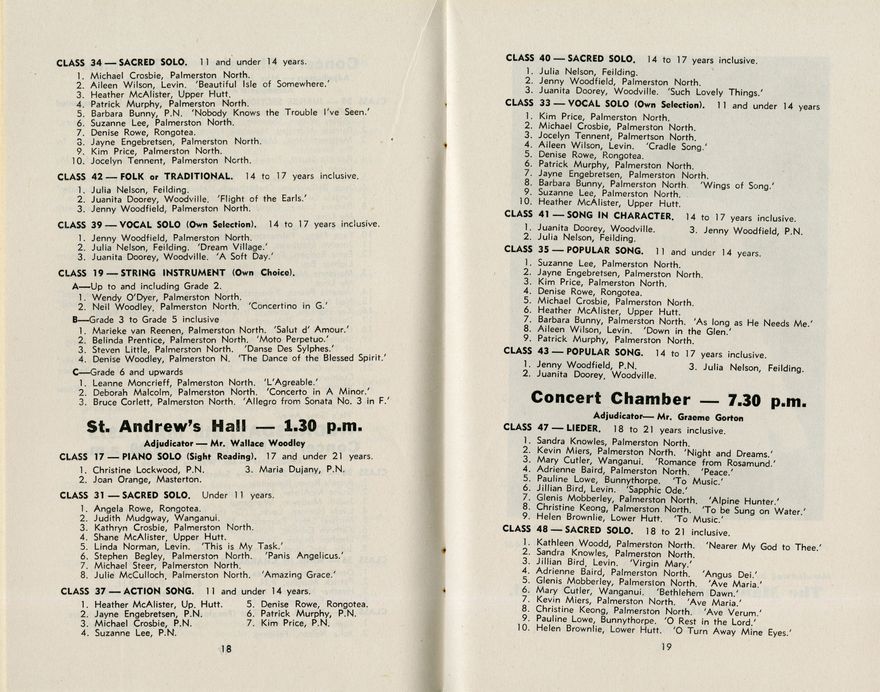 CLASS 34 — SACRED SOLO. 11 and under 14 years.
1. Michael Crosbie, Palmerston North.
2. Aileen Wilson, Levin. 'Beautiful Isle of Somewhere.'
3. Heather McAlister, Upper Hutt.
4. Patrick Murphy, Palmerston North.
5. Barbara Bunny, P.N. 'Nobody Knows the Trouble I've Seen.'
6. Suzanne Lee, Palmerston North.
7. Denise Rowe, Rongotea.
3. Jayne Engebretsen, Palmerston North.
9. Kim Price, Palmerston North.
10. Jocelyn Tennent, Palmerston North.
CLASS 42 — FOLK or TRADITIONAL. 14 to 17 years inclusive.
1. Julia Nelson, Feilding.
2. Juanita Doorey, Woodville. 'Flight of the Earls.'
3. Jenny Woodfield, Palmerston North.
CLASS 39 — VOCAL SOLO (Own Selection). 14 to 17 years inclusive.
1. Jenny Woodfield, Palmerston North.
2. Julia Nelson, Feilding. 'Dream Village.'
3. Juanita Doorey, Woodville. 'A Soft Day.'
CLASS 19 — STRING INSTRUMENT (Own Choice).
A—Up to and including Grade 2.
1. Wendy O'Dyer, Palmerston North.
2. Neil Woodley, Palmerston North. 'Concertino in G.'
B—Grade 3 to Grade 5 inclusive
1. Marieke van Reenen, Palmerston North. 'Salut d' Amour.'
2. Belinda Prentice, Palmerston North. 'Moto Perpetuo.'
3. Steven Little, Palmerston North. 'Danse Des Sylphes.'
4. Denise Woodley, Palmerston N. 'The Dance of the Blessed Spirit.'
C—Grade 6 and upwards
1. Leanne Moncrieff, Palmerston North. 'L'Agreable.'
2. Deborah Malcolm, Palmerston North. 'Concerto in A Minor.'
3. Bruce Corlett, Palmerston North. 'Allegro from Sonata No. 3 in F.'
St. Andrew's Hall — 1.30 p.m.
Adjudicator — Mr. Wallace Woodley
CLASS 17 — PIANO SOLO (Sight Reading). 17 and under 21 years.
1. Christine Lockwood, P.N. 3. Maria Dujany, P.N.
2. Joan Orange, Masterton.
CLASS 31 — SACRED SOLO. Under 11 years.
1. Angela Rowe, Rongotea.
2. Judith Mudgway, Wanganui.
3. Kathryn Crosbie, Palmerston North.
4. Shane McAlister, Upper Hutt.
5. Linda Norman, Levin. 'This is My Task.'
6. Stephen Begley, Palmerston North. 'Panis Angelicus.'
7. Michael Steer, Palmerston North.
8. Julie McCulloch, Palmerston North. 'Amazing Grace.'
CLASS 37 — ACTION SONG. 11 and under 14 years.
1. Heather McAlister, Up. Hutt. 5. Denise Rowe, Rongotea.
2. Jayne Engebretsen, P.N. 6. Patrick Murphy, P.N.
3. Michael Crosbie, P.N. 7. Kim Price, P.N.
4. Suzanne Lee, P.N.
18
CLASS 40 — SACRED SOLO. 14 to 17 years inclusive.
1. Julia Nelson, Feilding.
2. Jenny Woodfield, Palmerston North.
3. Juanita Doorey, Woodville. 'Such Lovely Things.'
CLASS 33 — VOCAL SOLO (Own Selection). 11 and under 14 years
1. Kim Price, Palmerston North.
2. Michael Crosbie, Palmerston North.
3. Jocelyn Tennent, Palmertson North.
4. Aileen Wilson, Levin. 'Cradle Song.'
5. Denise Rowe, Rongotea.
6. Patrick Murphy, Palmerston North.
7. Jayne Engebretsen, Palmerston North.
8. Barbara Bunny, Palmerston North. 'Wings of Song.'
9. Suzanne Lee, Palmerston North.
10. Heather McAlister, Upper Hutt.
CLASS 41 — SONG IN CHARACTER. 14 to 17 years inclusive.
1. Juanita Doorey, Woodville. 3. Jenny Woodfield, P.N.
2. Julia Nelson, Feilding.
CLASS 35 — POPULAR SONG. 11 and under 14 years.
1. Suzanne Lee, Palmerston North.
2. Jayne Engebretsen, Palmerston North.
3. Kim Price, Palmerston North.
4. Denise Rowe, Rongotea.
5. Michael Crosbie, Palmerston North.
6. Heather McAlister, Upper Hutt.
7. Barbara Bunny, Palmerston North. 'As long as He Needs Me.'
8. Aileen Wilson, Levin. 'Down in the Glen.'
9. Patrick Murphy, Palmerston North.
CLASS 43 — POPULAR SONG. 14 to 17 years inclusive.
1. Jenny Woodfield, P.N. 3. Julia Nelson, Feilding.
2. Juanita Doorey, Woodville.
Concert Chamber — 7.30 p.m.
Adjudicator— Mr. Graeme Gorton
CLASS 47 — LIEDER. 18 to 21 years inclusive.
1. Sandra Knowles, Palmerston North.
2. Kevin Miers, Palmerston North. 'Night and Dreams.'
3. Mary Cutler, Wanganui. 'Romance from Rosamund.'
4. Adrienne Baird, Palmerston North. 'Peace.'
5. Pauline Lowe, Bunnythorpe. 'To Music.'
6. Jillian Bird, Levin. 'Sapphic Ode.'
7. Glenis Mobberley, Palmerston North. 'Alpine Hunter.'
8. Christine Keong, Palmerston North. 'To be Sung on Water.'
9. Helen Brownlie, Lower Hutt. 'To Music.'
CLASS 48 — SACRED SOLO. 18 to 21 inclusive.
1. Kathleen Woodd, Palmerston North. 'Nearer My God to Thee.'
2. Sandra Knowles, Palmerston North.
3. Jillian Bird, Levin. 'Virgin Mary.'
4. Adrienne Baird, Palmerston North. 'Angus Dei.'
5. Glenis Mobberley, Palmerston North. 'Ave Maria.'
6. Mary Cutler, Wanganui. 'Bethlehem Dawn.'
7. Kevin Miers, Palmerston North. 'Ave Maria.'
8. Christine Keong, Palmerston North. 'Ave Verum.'
9. Pauline Lowe, Bunnythorpe. 'O Rest in the Lord.'
10. Helen Brownlie, Lower Hutt. 'O Turn Away Mine Eyes.'
19